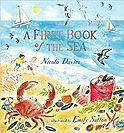 A FIRST BOOK
of the SEA
Nicola Davies
illustrated by Emily Sutton